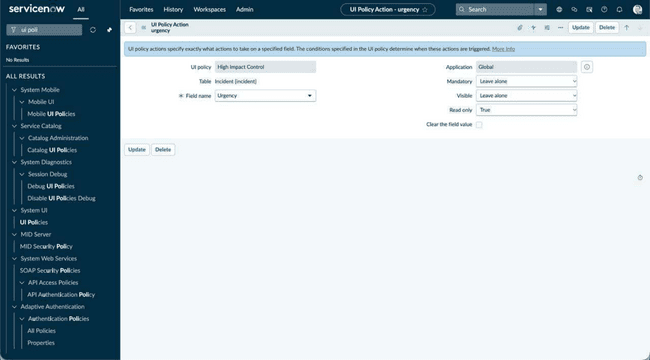 servicenow
All
Favorites
History
Workspaces
Admin
UI Policy Action - urgency
Search
ui poli
FAVORITES
No Results
ALL RESULTS
System Mobile
Mobile UI
Mobile UI Policies
Service Catalog
Catalog Administration
Catalog UI Policies
System Diagnostics
Session Debug
Debug UI Policies
Disable UI Policies Debug
System UI
UI Policies
MID Server
MID Security Policy
System Web Services
SOAP Security Policies
API Access Policies
API Authentication Policy
Adaptive Authentication
Authentication Policies
All Policies
Properties
UI Policy Action
urgency
Update
Delete
UI policy actions specify exactly what actions to take on a specified field. The conditions specified in the UI policy determine when these actions are triggered. More info
UI policy
High Impact Control
Table
Incident [incident]
Field name
Urgency
Application
Global
Mandatory
Leave alone
Visible
Leave alone
Read only
True
Clear the field value
Update
Delete